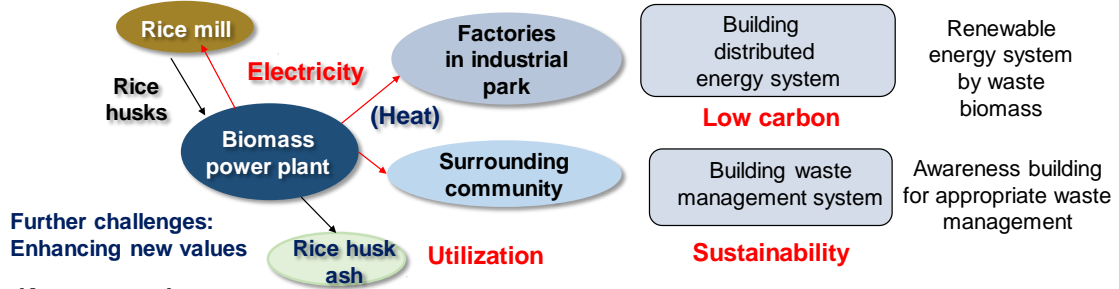 Rice mill
Electricity
Rice
husks
Biomass
power plant
Factories
in industrial
park
(Heat)
Surrounding
community
Further challenges:
Enhancing new values
Rice husk
ash
Utilization
Building
distributed
energy system
Low carbon
Renewable
energy system
by waste
biomass
Building waste
management system
Sustainability
Awareness building
for appropriate waste
management